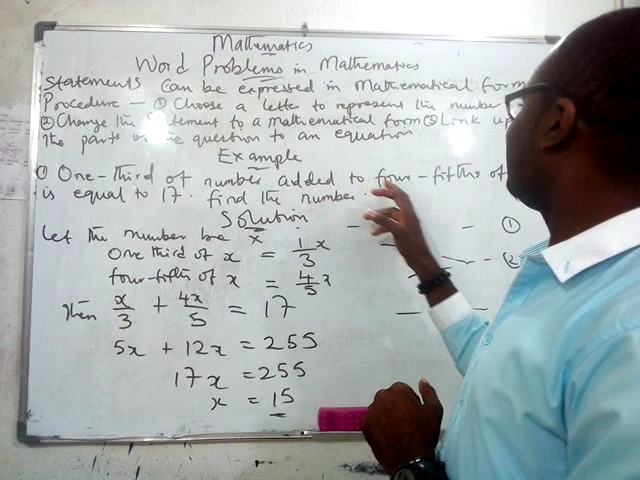 Mathematics
Word Problems in Mathematics
Statements can be expressed in Mathematical form
Procedure - ① Choose a letter to represent the number
② Change the statement to a mathematical form ③ Link up
the parts of the question to an equation
Example
① One-third of number added to four-fifths of
is equal to 17. find the number.
Solution
Let the number be x
One third of x = 1/3 x
four-fifth of x = 4/5 x
Then x/3 + 4x/5 = 17
5x + 12x = 255
17x = 255
x = 15
①
②